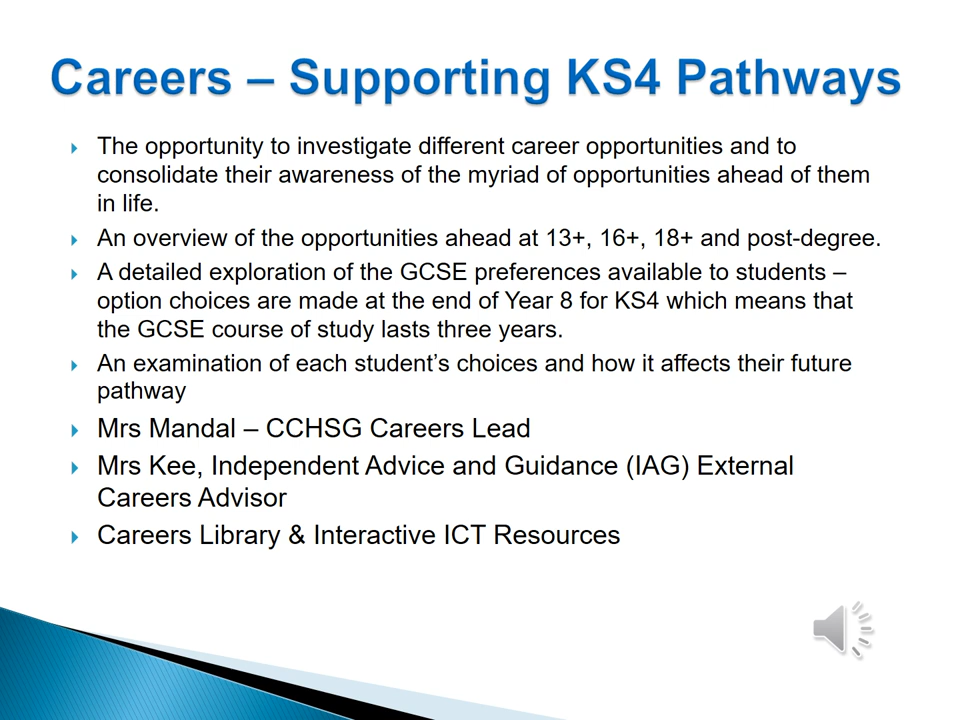 Careers – Supporting KS4 Pathways
The opportunity to investigate different career opportunities and to
consolidate their awareness of the myriad of opportunities ahead of them
in life.
An overview of the opportunities ahead at 13+, 16+, 18+ and post-degree.
A detailed exploration of the GCSE preferences available to students –
option choices are made at the end of Year 8 for KS4 which means that
the GCSE course of study lasts three years.
An examination of each student’s choices and how it affects their future
pathway
Mrs Mandal – CCHSG Careers Lead
Mrs Kee, Independent Advice and Guidance (IAG) External
Careers Advisor
Careers Library & Interactive ICT Resources